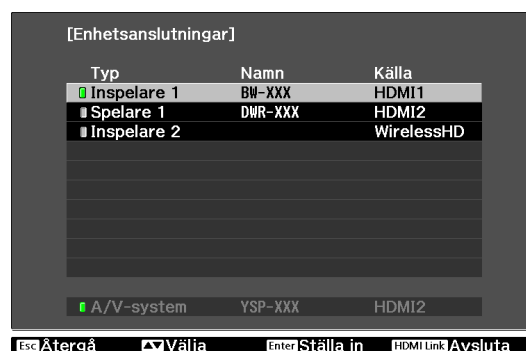 [Enhetsanslutningar]
Typ Namn Källa
Inspelare 1 BW-XXX HDMI1
Spelare 1 DWR-XXX HDMI2
Inspelare 2 WirelessHD
A/V-system YSP-XXX HDMI2
Esc Återgå Välja Enter Ställa in HDMI Link Avsluta